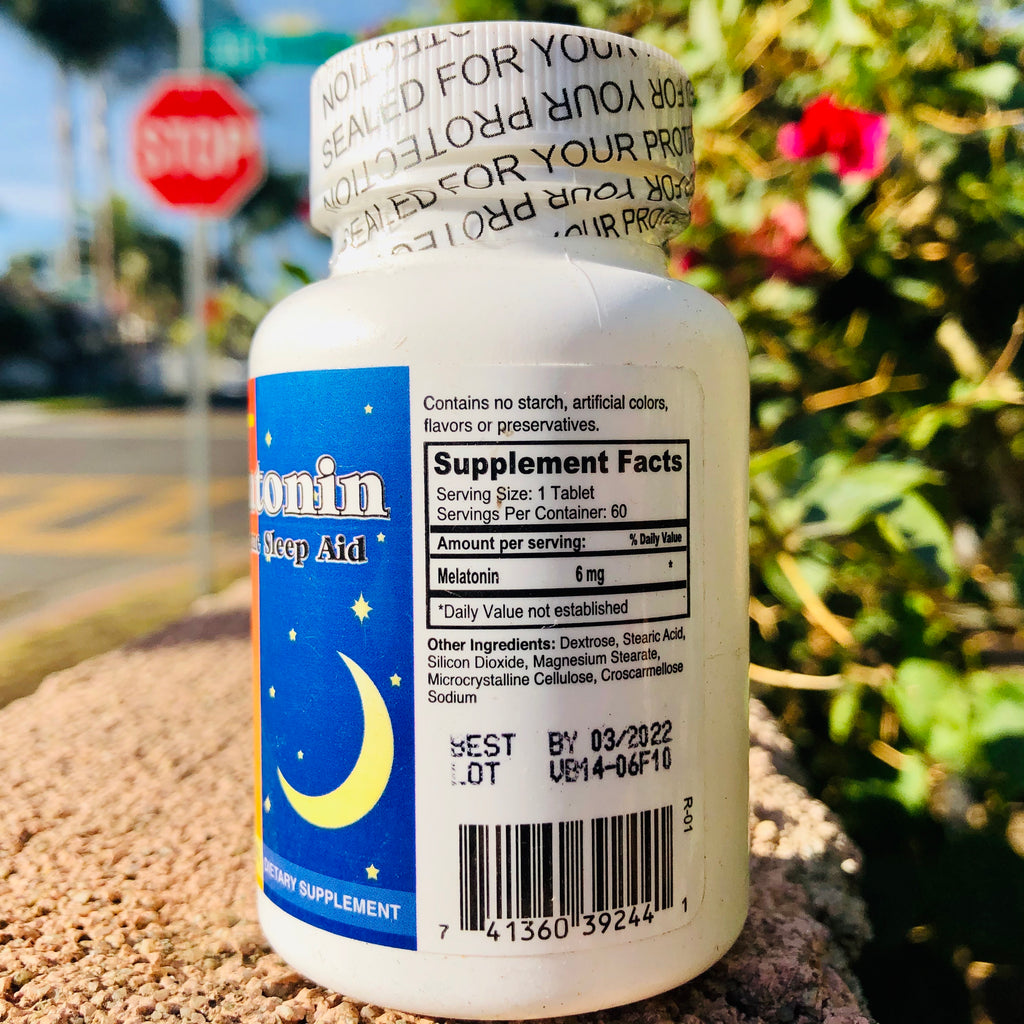 STOP
SEALED FOR YOUR
PROTECTION
SEALED FOR YOUR
PROTECTION
Sleep Aid
DIETARY SUPPLEMENT
Contains no starch, artificial colors,
flavors or preservatives.
Supplement Facts
Serving Size: 1 Tablet
Servings Per Container: 60
Amount per serving: % Daily Value
Melatonin 6 mg *
*Daily Value not established
Other Ingredients: Dextrose, Stearic Acid,
Silicon Dioxide, Magnesium Stearate,
Microcrystalline Cellulose, Croscarmellose
Sodium
BEST BY 03/2022
LOT VB14-06F10
R-01
7 41360 39244 1